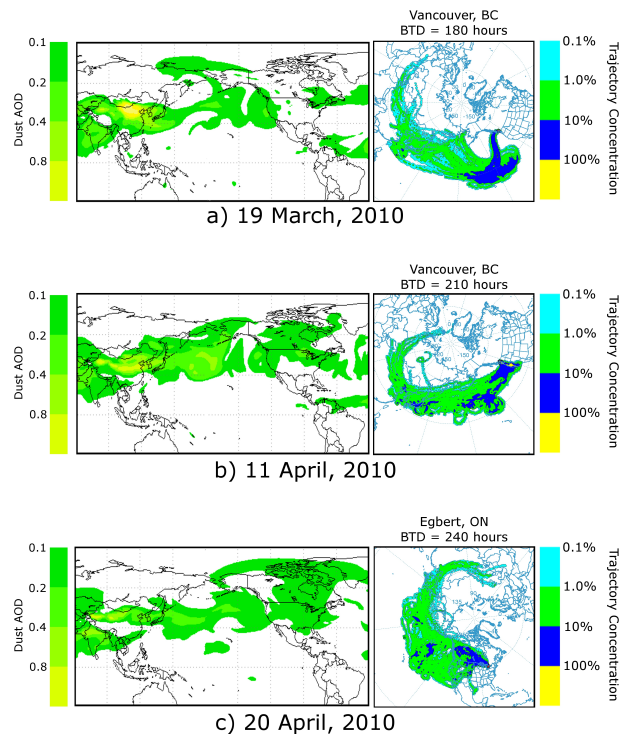 Vancouver, BC
BTD = 180 hours
0.1
0.2
0.4
0.8
Dust AOD
0.1%
1.0%
10%
100%
Trajectory Concentration
a) 19 March, 2010
Vancouver, BC
BTD = 210 hours
0.1
0.2
0.4
0.8
Dust AOD
0.1%
1.0%
10%
100%
Trajectory Concentration
b) 11 April, 2010
Egbert, ON
BTD = 240 hours
0.1
0.2
0.4
0.8
Dust AOD
0.1%
1.0%
10%
100%
Trajectory Concentration
c) 20 April, 2010